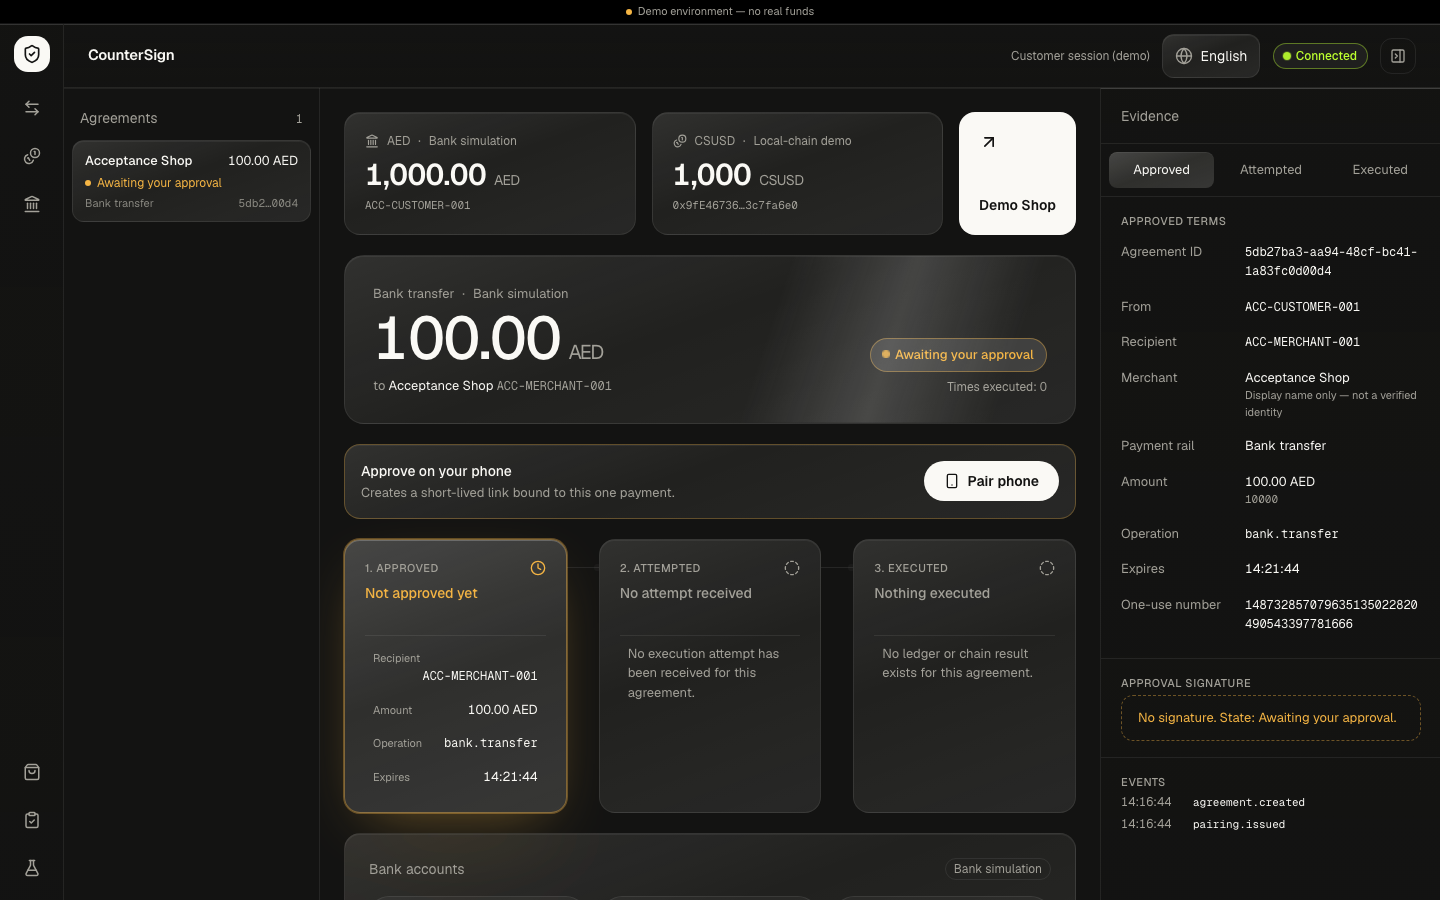 Demo environment — no real funds
CounterSign
Customer session (demo)
English
Connected
Agreements 1
Acceptance Shop 100.00 AED
Awaiting your approval
Bank transfer 5db2…00d4
AED · Bank simulation
1,000.00 AED
ACC-CUSTOMER-001
CSUSD · Local-chain demo
1,000 CSUSD
0x9fE46736…3c7fa6e0
Demo Shop
Bank transfer · Bank simulation
100.00 AED
to Acceptance Shop ACC-MERCHANT-001
Awaiting your approval
Times executed: 0
Approve on your phone
Creates a short-lived link bound to this one payment.
Pair phone
1. APPROVED
Not approved yet
Recipient
ACC-MERCHANT-001
Amount 100.00 AED
Operation bank.transfer
Expires 14:21:44
2. ATTEMPTED
No attempt received
No execution attempt has
been received for this
agreement.
3. EXECUTED
Nothing executed
No ledger or chain result
exists for this agreement.
Bank accounts
Bank simulation
Evidence
Approved Attempted Executed
APPROVED TERMS
Agreement ID 5db27ba3-aa94-48cf-bc41-
1a83fc0d00d4
From ACC-CUSTOMER-001
Recipient ACC-MERCHANT-001
Merchant Acceptance Shop
Display name only — not a verified
identity
Payment rail Bank transfer
Amount 100.00 AED
10000
Operation bank.transfer
Expires 14:21:44
One-use number 148732857079635135022820
490543397781666
APPROVAL SIGNATURE
No signature. State: Awaiting your approval.
EVENTS
14:16:44 agreement.created
14:16:44 pairing.issued